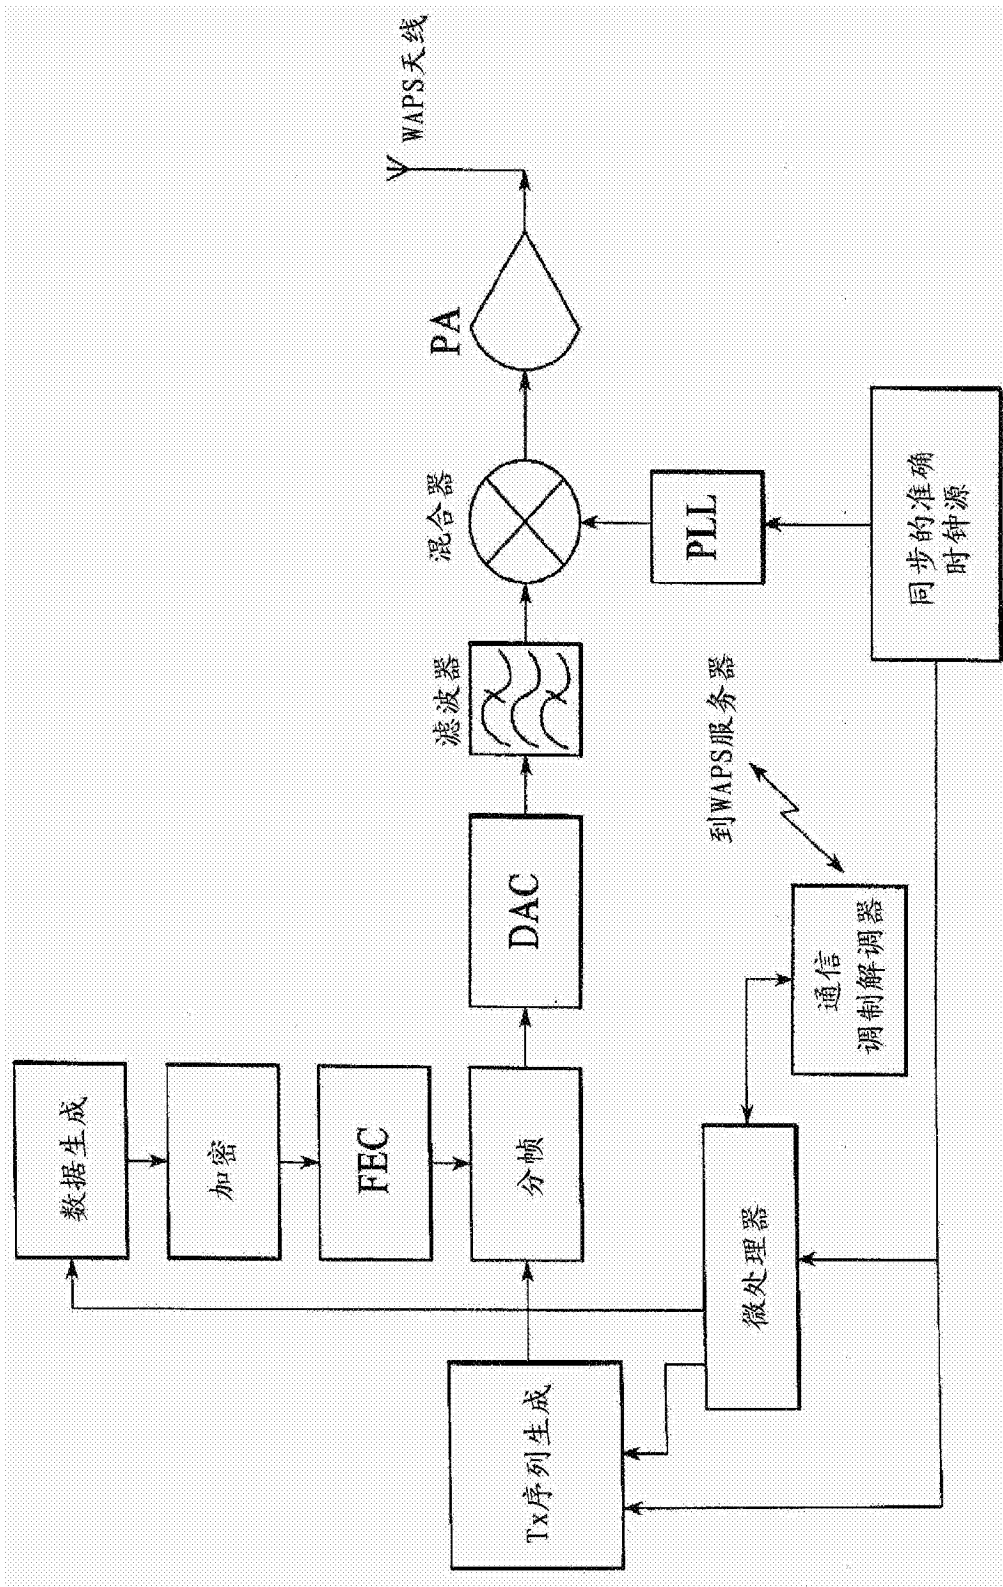 数据生成
加密
FEC
分帧
Tx序列生成
DAC
滤波器
混合器
PA
WAPS天线
PLL
同步的准确
时钟源
到WAPS服务器
通信
调制解调器
微处理器